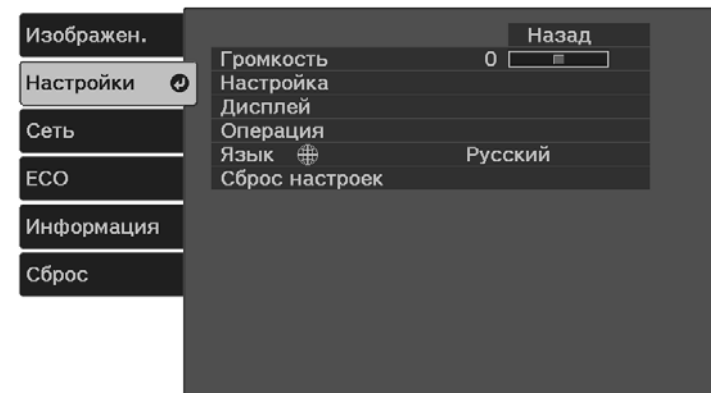 Изображен.
Настройки
Сеть
ECO
Информация
Сброс
Назад
Громкость 0
Настройка
Дисплей
Операция
Язык Русский
Сброс настроек